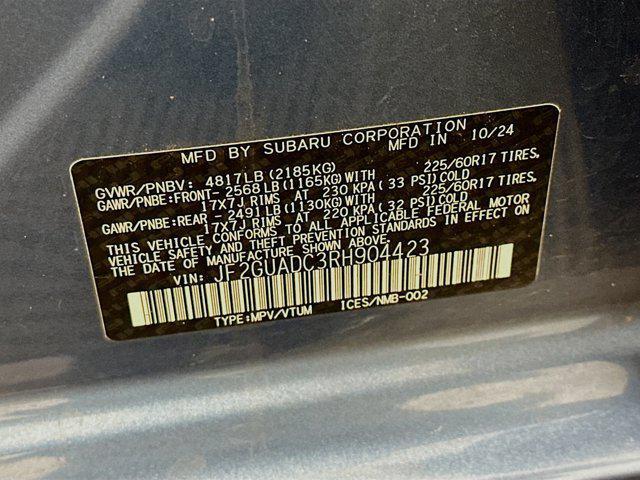 MFD BY SUBARU CORPORATION
MFD IN 10/24
GVWR/PNBV: 4817LB (2185KG)
GAWR/PNBE:FRONT- 2568 LB(1165KG)WITH 225/60R17 TIRES,
17X7J RIMS AT 230 KPA( 33 PSI)COLD
GAWR/PNBE:REAR - 2491LB(1130KG)WITH 225/60R17 TIRES,
17X7J RIMS AT 220 KPA( 32 PSI)COLD
THIS VEHICLE CONFORMS TO ALL APPLICABLE FEDERAL MOTOR
VEHICLE SAFETY AND THEFT PREVENTION STANDARDS IN EFFECT ON
THE DATE OF MANUFACTURE SHOWN ABOVE.
VIN: JF2GUADC3RH904423
TYPE:MPV/VTUM ICES/NMB-002